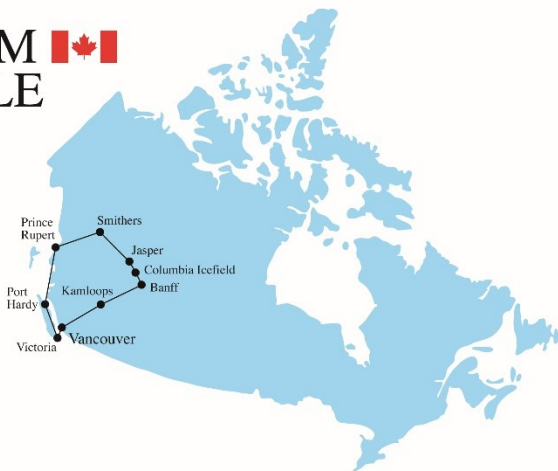 M
LE
Prince
Rupert
Smithers
Jasper
Columbia Icefield
Banff
Port
Hardy
Kamloops
Vancouver
Victoria